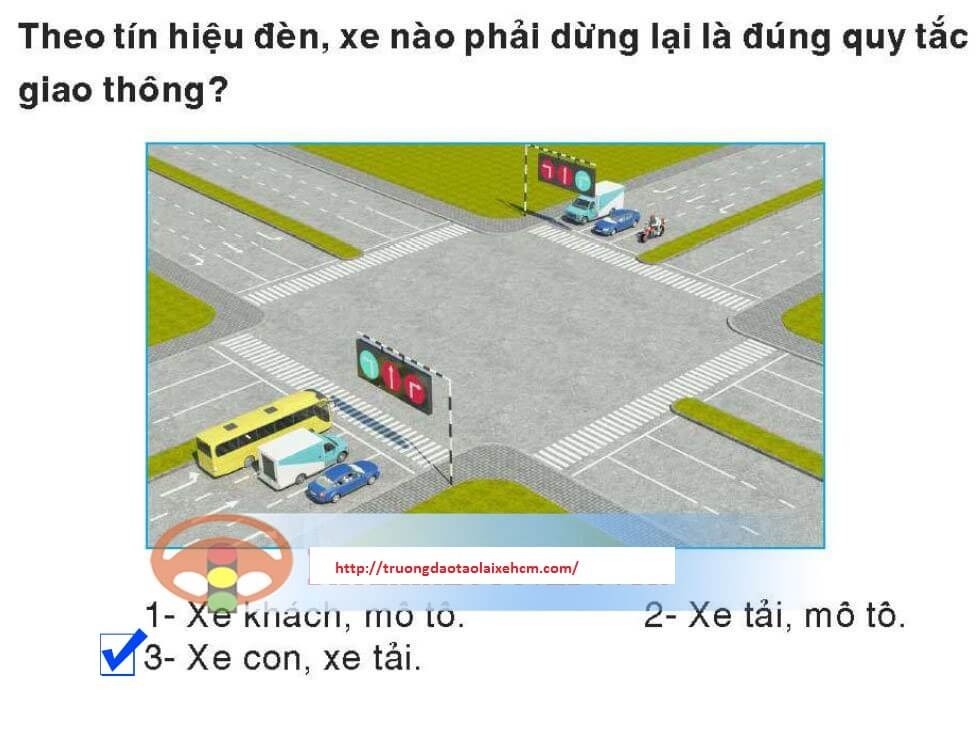 Theo tín hiệu đèn, xe nào phải dừng lại là đúng quy tắc
giao thông?
http://truongdaotaolaixehcm.com/
1- Xe khách, mô tô.
2- Xe tải, mô tô.
3- Xe con, xe tải.